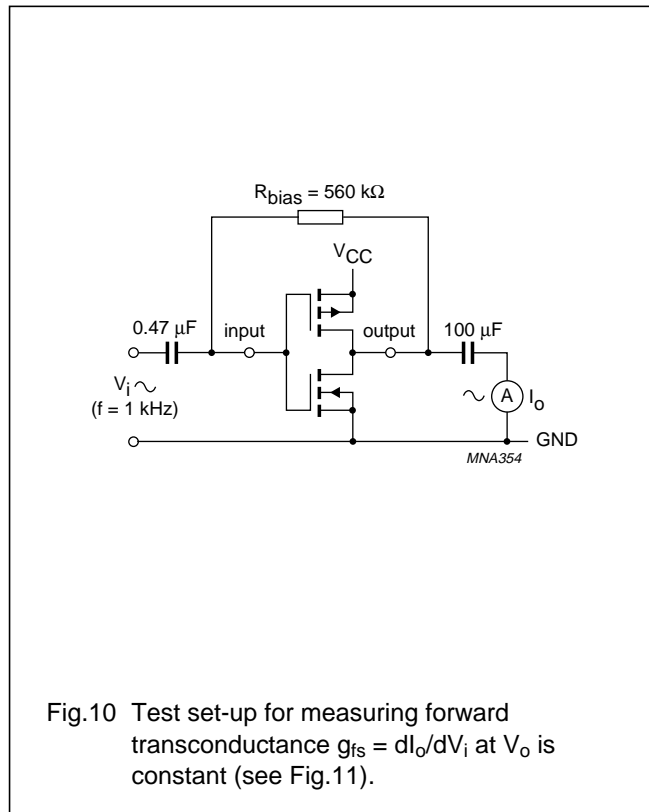 R_bias = 560 kΩ
V_CC
0.47 μF
input
output
100 μF
V_i
(f = 1 kHz)
A
I_o
GND
MNA354
Fig.10 Test set-up for measuring forward
transconductance g_fs = dI_o/dV_i at V_o is
constant (see Fig.11).